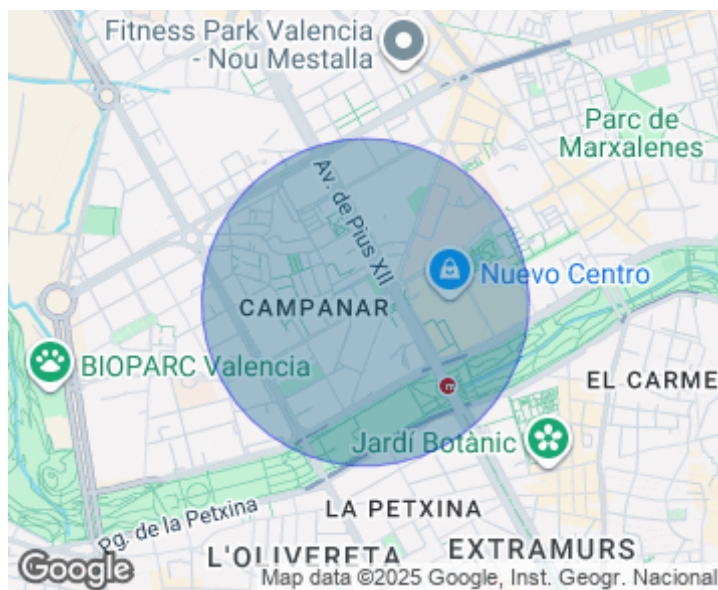 Fitness Park Valencia
- Nou Mestalla
Parc de
Marxalenes
Av. de Pius XII
Nuevo Centro
CAMPANAR
BIOPARC Valencia
EL CARME
Jardí Botànic
LA PETXINA
Pg. de la Petxina
L'OLIVERETA
EXTRAMURS
Google
Map data ©2025 Google, Inst. Geogr. Nacional